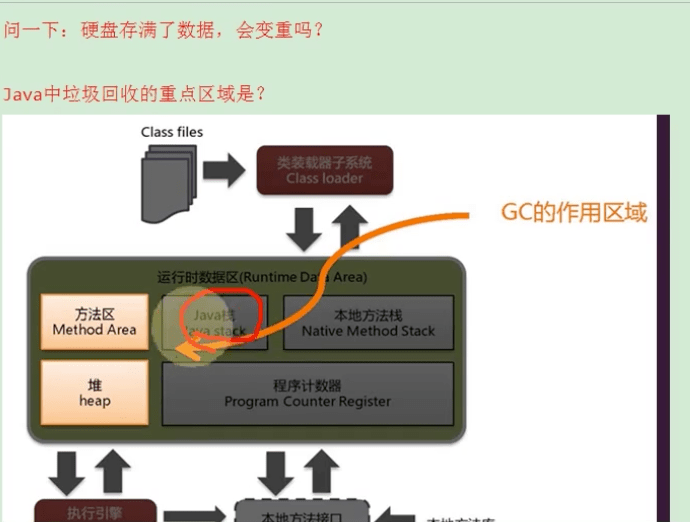 问一下：硬盘存满了数据，会变重吗？
Java中垃圾回收的重点区域是？
Class files
类装载器子系统
Class loader
GC的作用区域
运行时数据区(Runtime Data Area)
方法区
Method Area
Java栈
Java stack
本地方法栈
Native Method Stack
堆
heap
程序计数器
Program Counter Register
执行引擎
本地方法接口
本地方法库